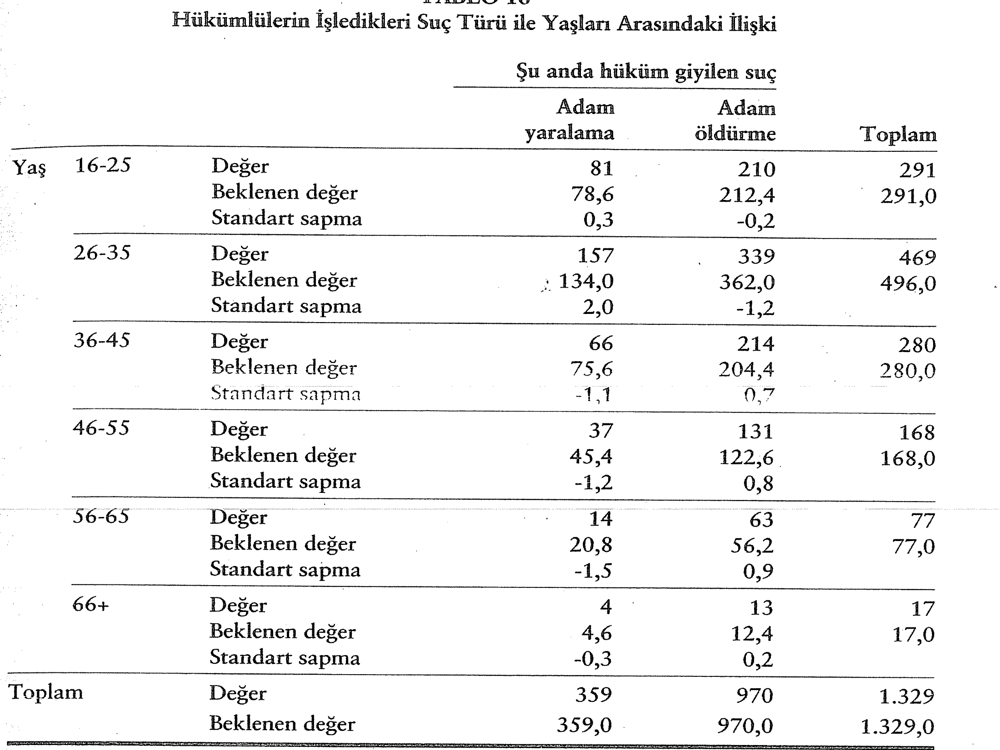 Hükümlülerin İşledikleri Suç Türü ile Yaşları Arasındaki İlişki
Şu anda hüküm giyilen suç
Adam Adam
yaralama öldürme Toplam
Yaş 16-25 Değer 81 210 291
Beklenen değer 78,6 212,4 291,0
Standart sapma 0,3 -0,2
26-35 Değer 157 339 469
Beklenen değer 134,0 362,0 496,0
Standart sapma 2,0 -1,2
36-45 Değer 66 214 280
Beklenen değer 75,6 204,4 280,0
Standart sapma -1,1 0,7
46-55 Değer 37 131 168
Beklenen değer 45,4 122,6 168,0
Standart sapma -1,2 0,8
56-65 Değer 14 63 77
Beklenen değer 20,8 56,2 77,0
Standart sapma -1,5 0,9
66+ Değer 4 13 17
Beklenen değer 4,6 12,4 17,0
Standart sapma -0,3 0,2
Toplam Değer 359 970 1.329
Beklenen değer 359,0 970,0 1.329,0